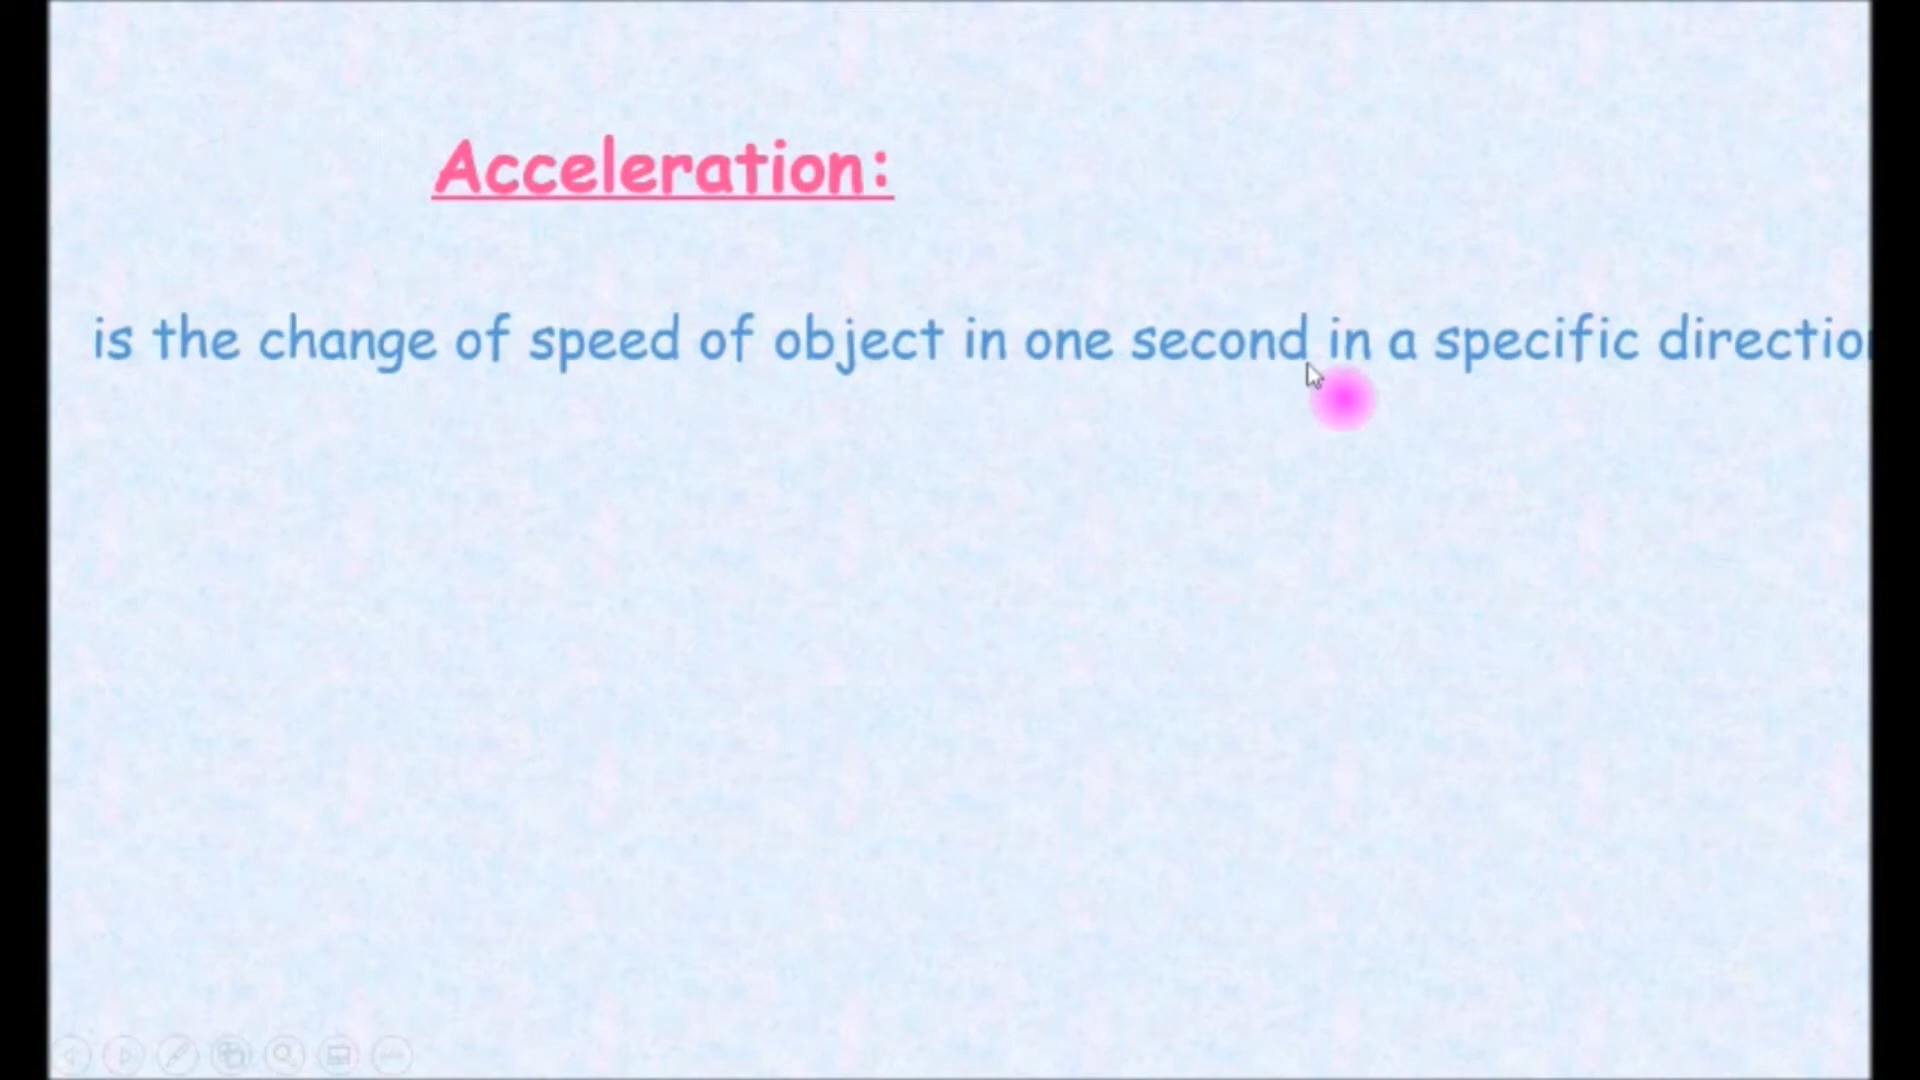 Acceleration:
is the change of speed of object in one second in a specific directio